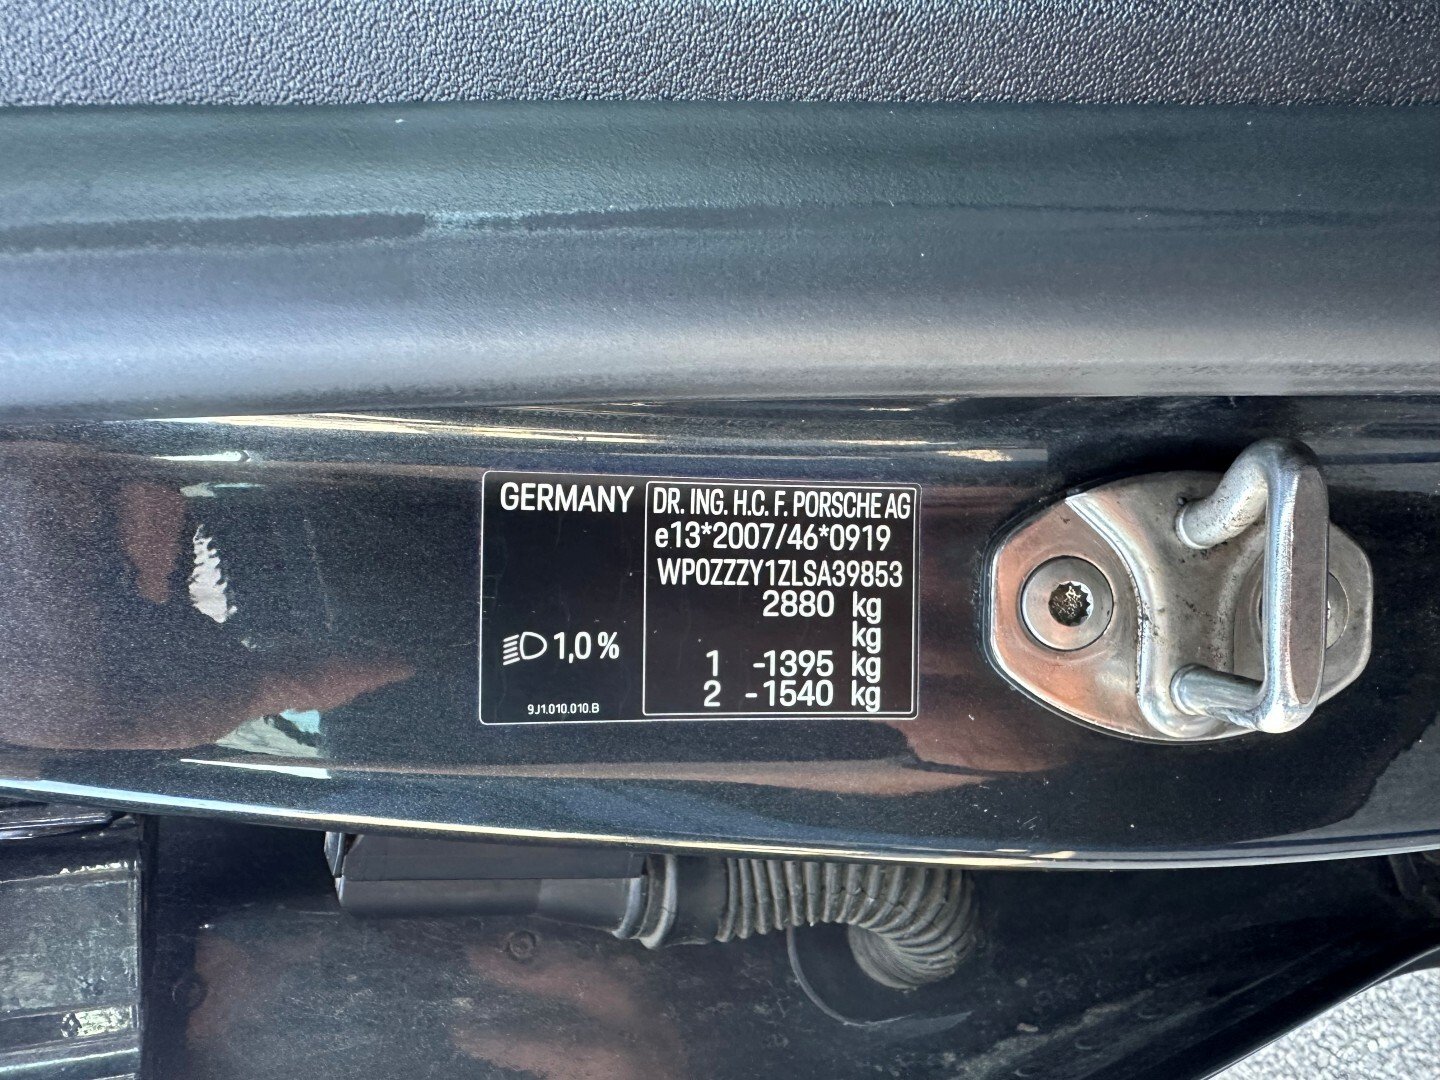 GERMANY
DR. ING. H.C. F. PORSCHE AG
e13*2007/46*0919
WP0ZZZY1ZLSA39853
2880 kg
kg
1 -1395 kg
2 -1540 kg
1,0 %
9J1.010.010.B